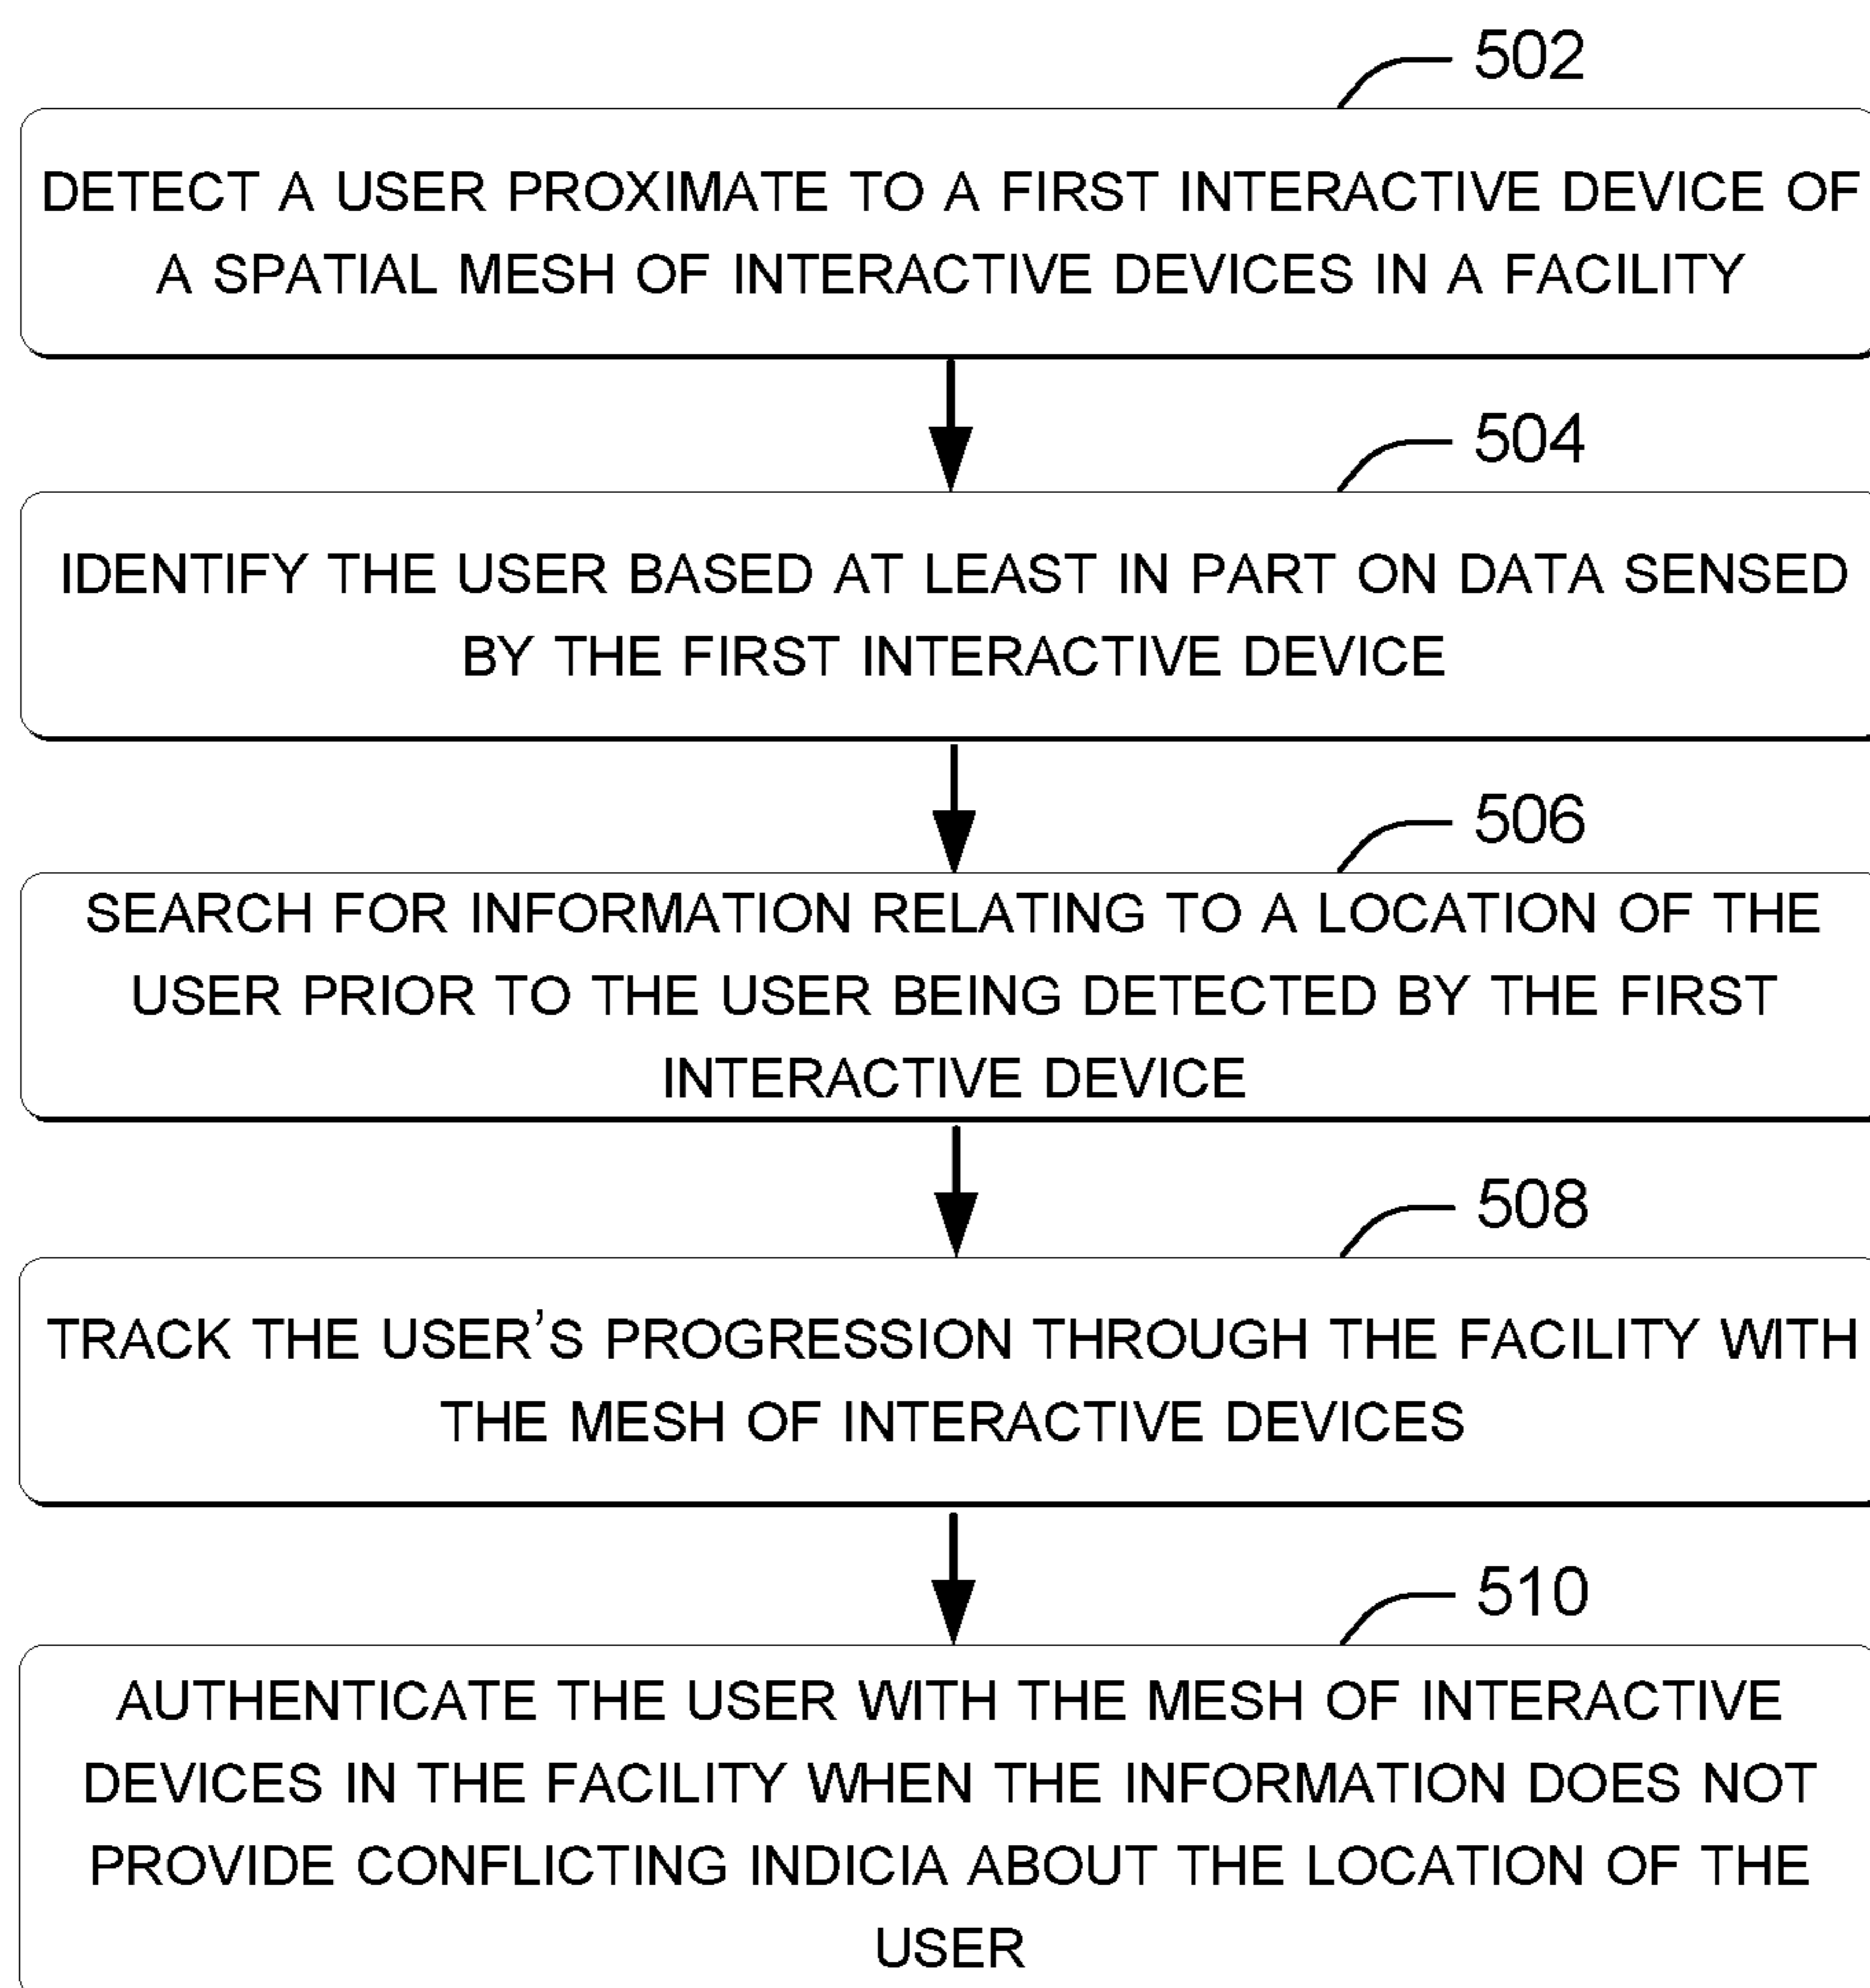 502
DETECT A USER PROXIMATE TO A FIRST INTERACTIVE DEVICE OF
A SPATIAL MESH OF INTERACTIVE DEVICES IN A FACILITY
504
IDENTIFY THE USER BASED AT LEAST IN PART ON DATA SENSED
BY THE FIRST INTERACTIVE DEVICE
506
SEARCH FOR INFORMATION RELATING TO A LOCATION OF THE
USER PRIOR TO THE USER BEING DETECTED BY THE FIRST
INTERACTIVE DEVICE
508
TRACK THE USER'S PROGRESSION THROUGH THE FACILITY WITH
THE MESH OF INTERACTIVE DEVICES
510
AUTHENTICATE THE USER WITH THE MESH OF INTERACTIVE
DEVICES IN THE FACILITY WHEN THE INFORMATION DOES NOT
PROVIDE CONFLICTING INDICIA ABOUT THE LOCATION OF THE
USER